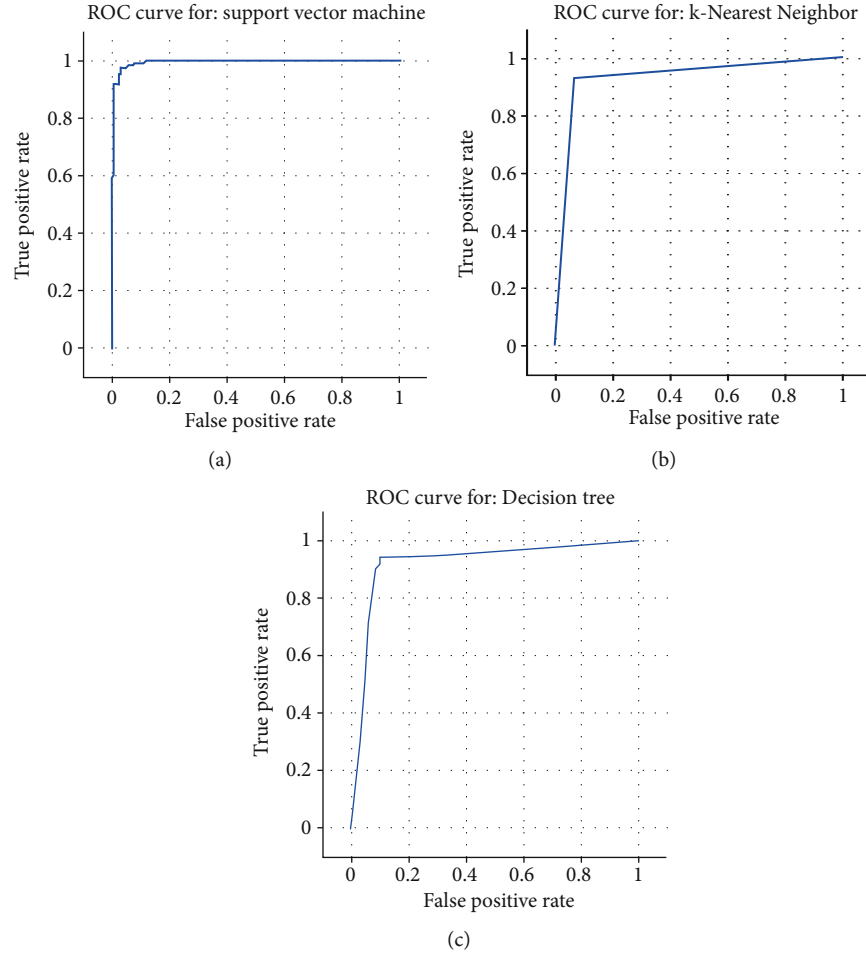 ROC curve for: support vector machine
1
0.8
0.6
0.4
0.2
0
True positive rate
0 0.2 0.4 0.6 0.8 1
False positive rate
(a)
ROC curve for: k-Nearest Neighbor
1
0.8
0.6
0.4
0.2
0
True positive rate
0 0.2 0.4 0.6 0.8 1
False positive rate
(b)
ROC curve for: Decision tree
1
0.8
0.6
0.4
0.2
0
True positive rate
0 0.2 0.4 0.6 0.8 1
False positive rate
(c)